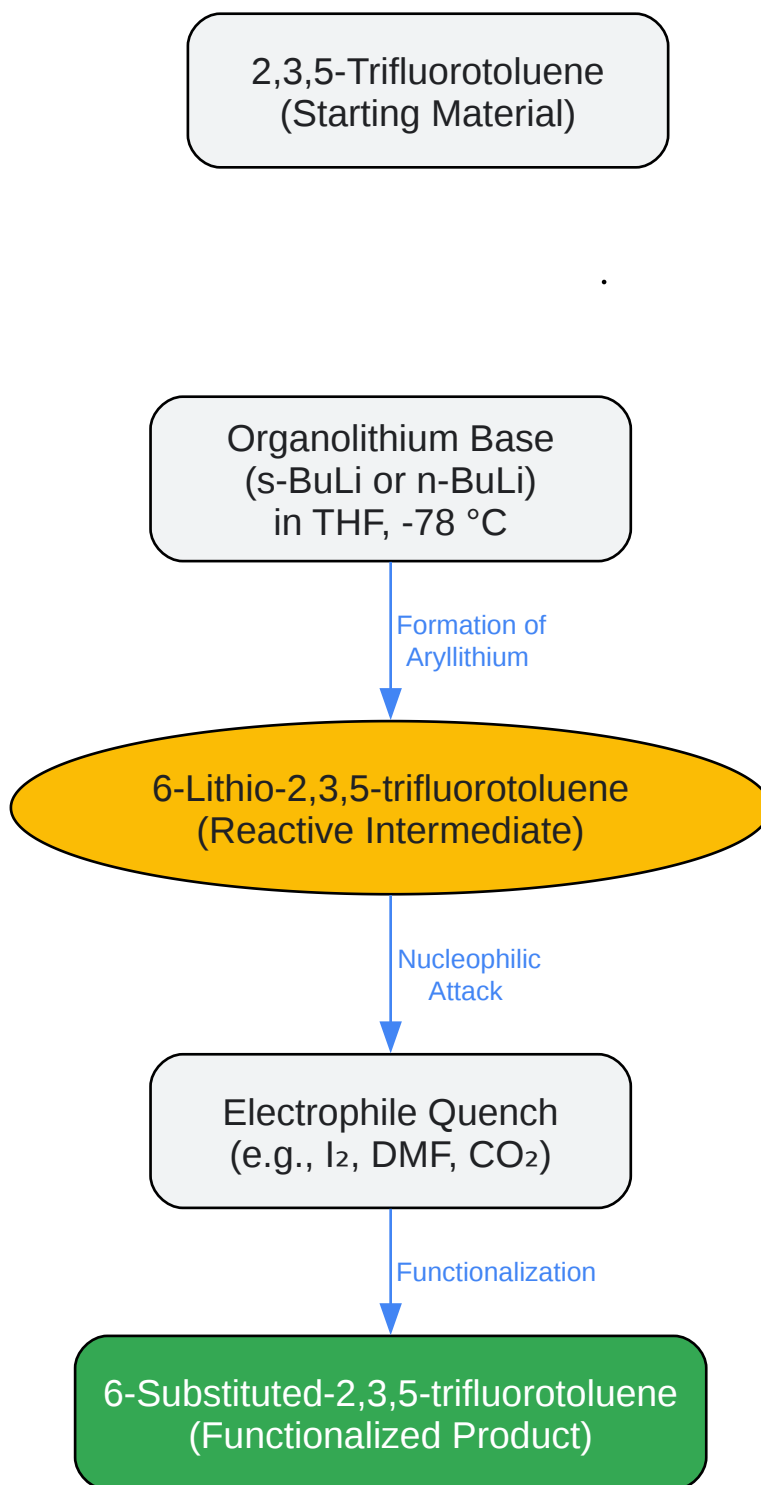 2,3,5-Trifluorotoluene
(Starting Material)
Organolithium Base
(s-BuLi or n-BuLi)
in THF, -78 °C
Formation of
Aryllithium
6-Lithio-2,3,5-trifluorotoluene
(Reactive Intermediate)
Nucleophilic
Attack
Electrophile Quench
(e.g., I₂, DMF, CO₂)
Functionalization
6-Substituted-2,3,5-trifluorotoluene
(Functionalized Product)